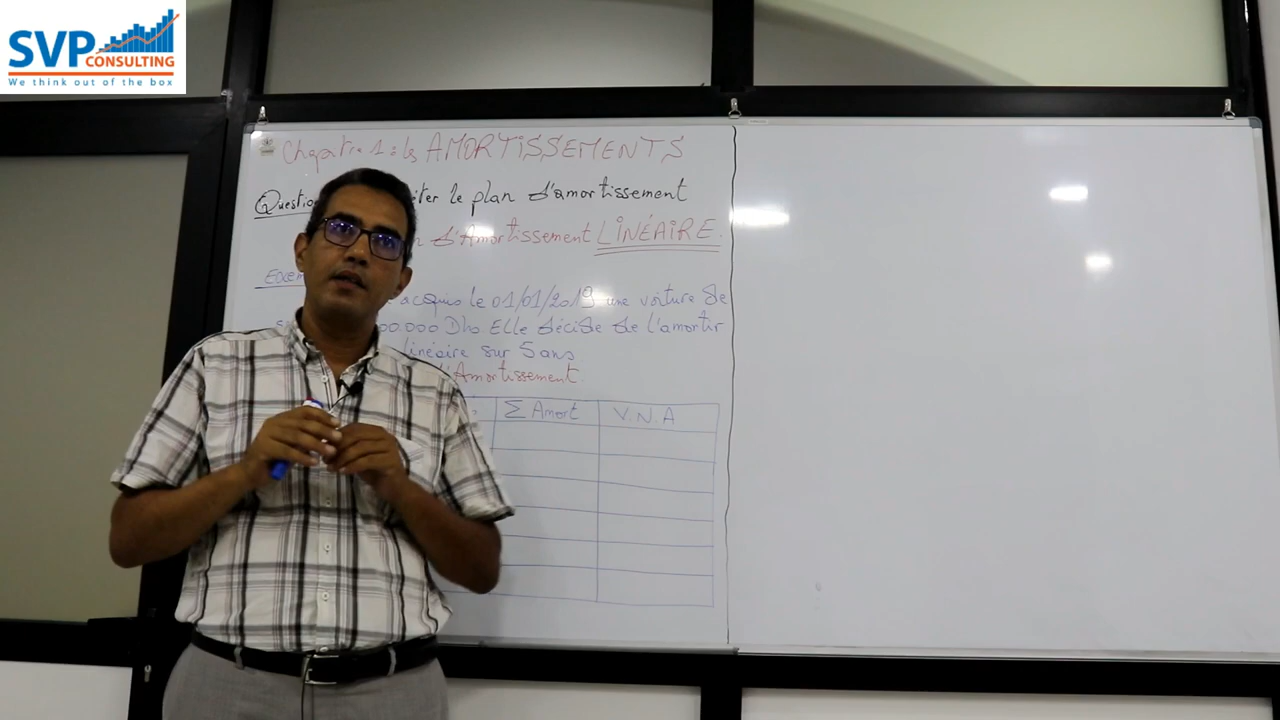 SVP
CONSULTING
We think out of the box
Chapitre 1 : les AMORTISSEMENTS
le plan d'amortissement
d'Amortissement LINÉAIRE.
acquis le 01/01/2019 une voiture de
00.000 Dhs Elle décide de l'amortir
linéaire sur 5 ans
d'Amortissement
Σ Amort V.N.A